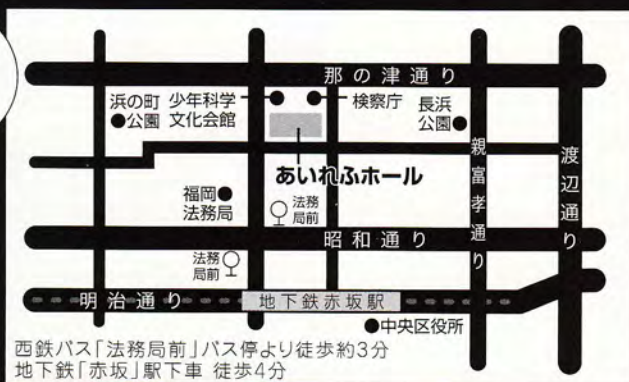 那の津通り
浜の町
●公園
少年科学
文化会館
検察庁
長浜
公園●
親富孝通り
渡辺通り
あいれふホール
福岡●
法務局
法務
局前
昭和通り
法務
局前
明治通り
地下鉄赤坂駅
●中央区役所
西鉄バス「法務局前」バス停より徒歩約3分
地下鉄「赤坂」駅下車 徒歩4分